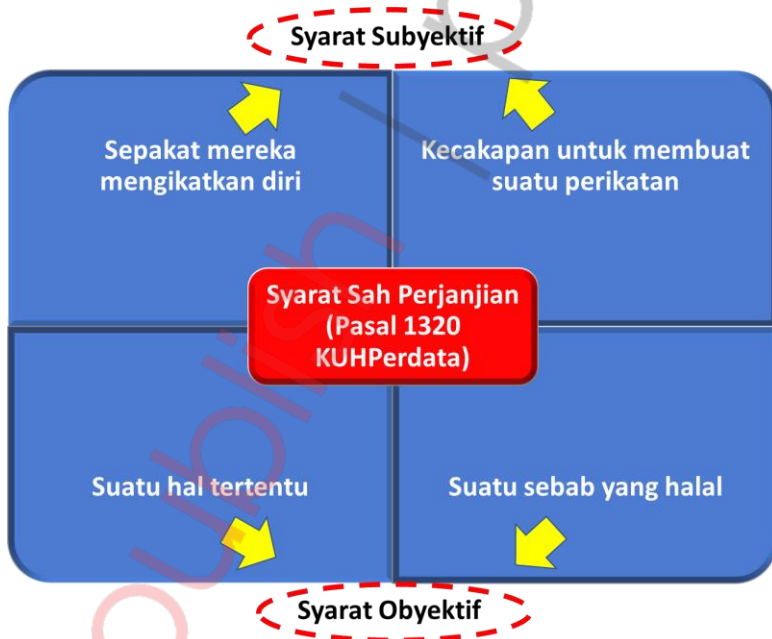 Syarat Subyektif
Sepakat mereka
mengikatkan diri
Kecakapan untuk membuat
suatu perikatan
Syarat Sah Perjanjian
(Pasal 1320
KUHPerdata)
Suatu hal tertentu
Suatu sebab yang halal
Syarat Obyektif